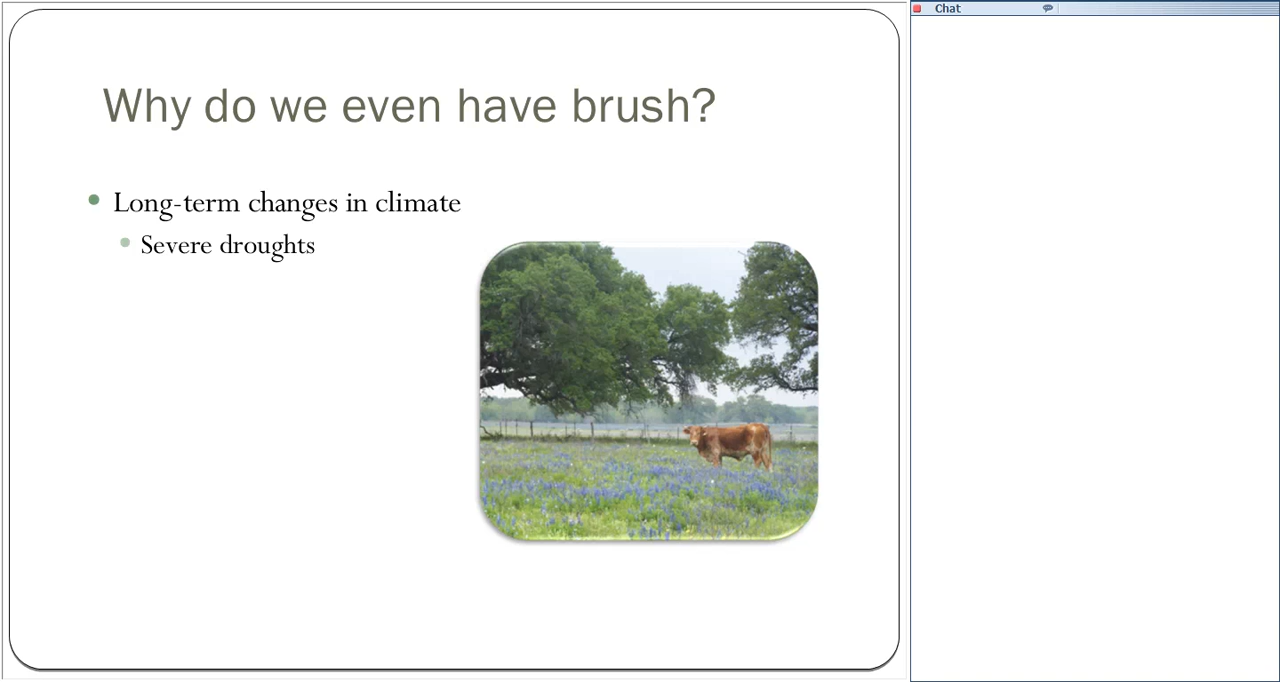 Why do we even have brush?
Long-term changes in climate
Severe droughts
Chat